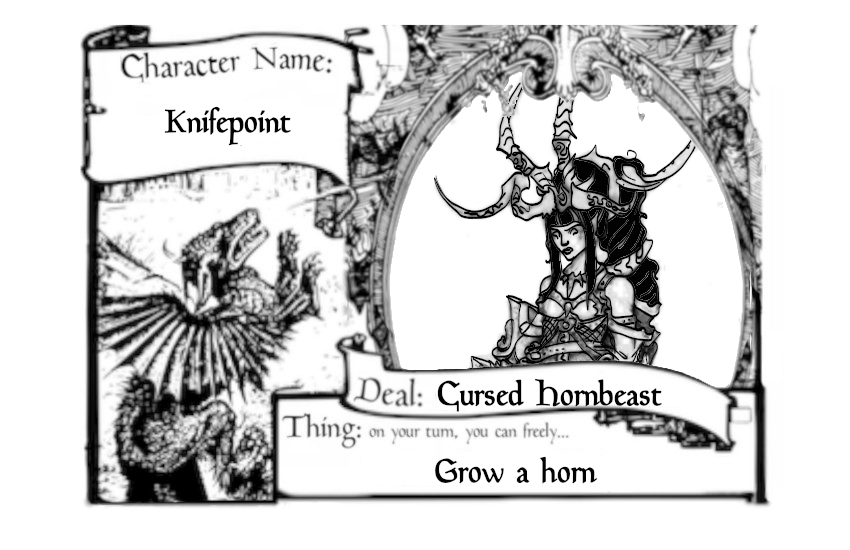 Character Name:
Knifepoint
Deal: Cursed Hornbeast
Thing: on your turn, you can freely...
Grow a horn